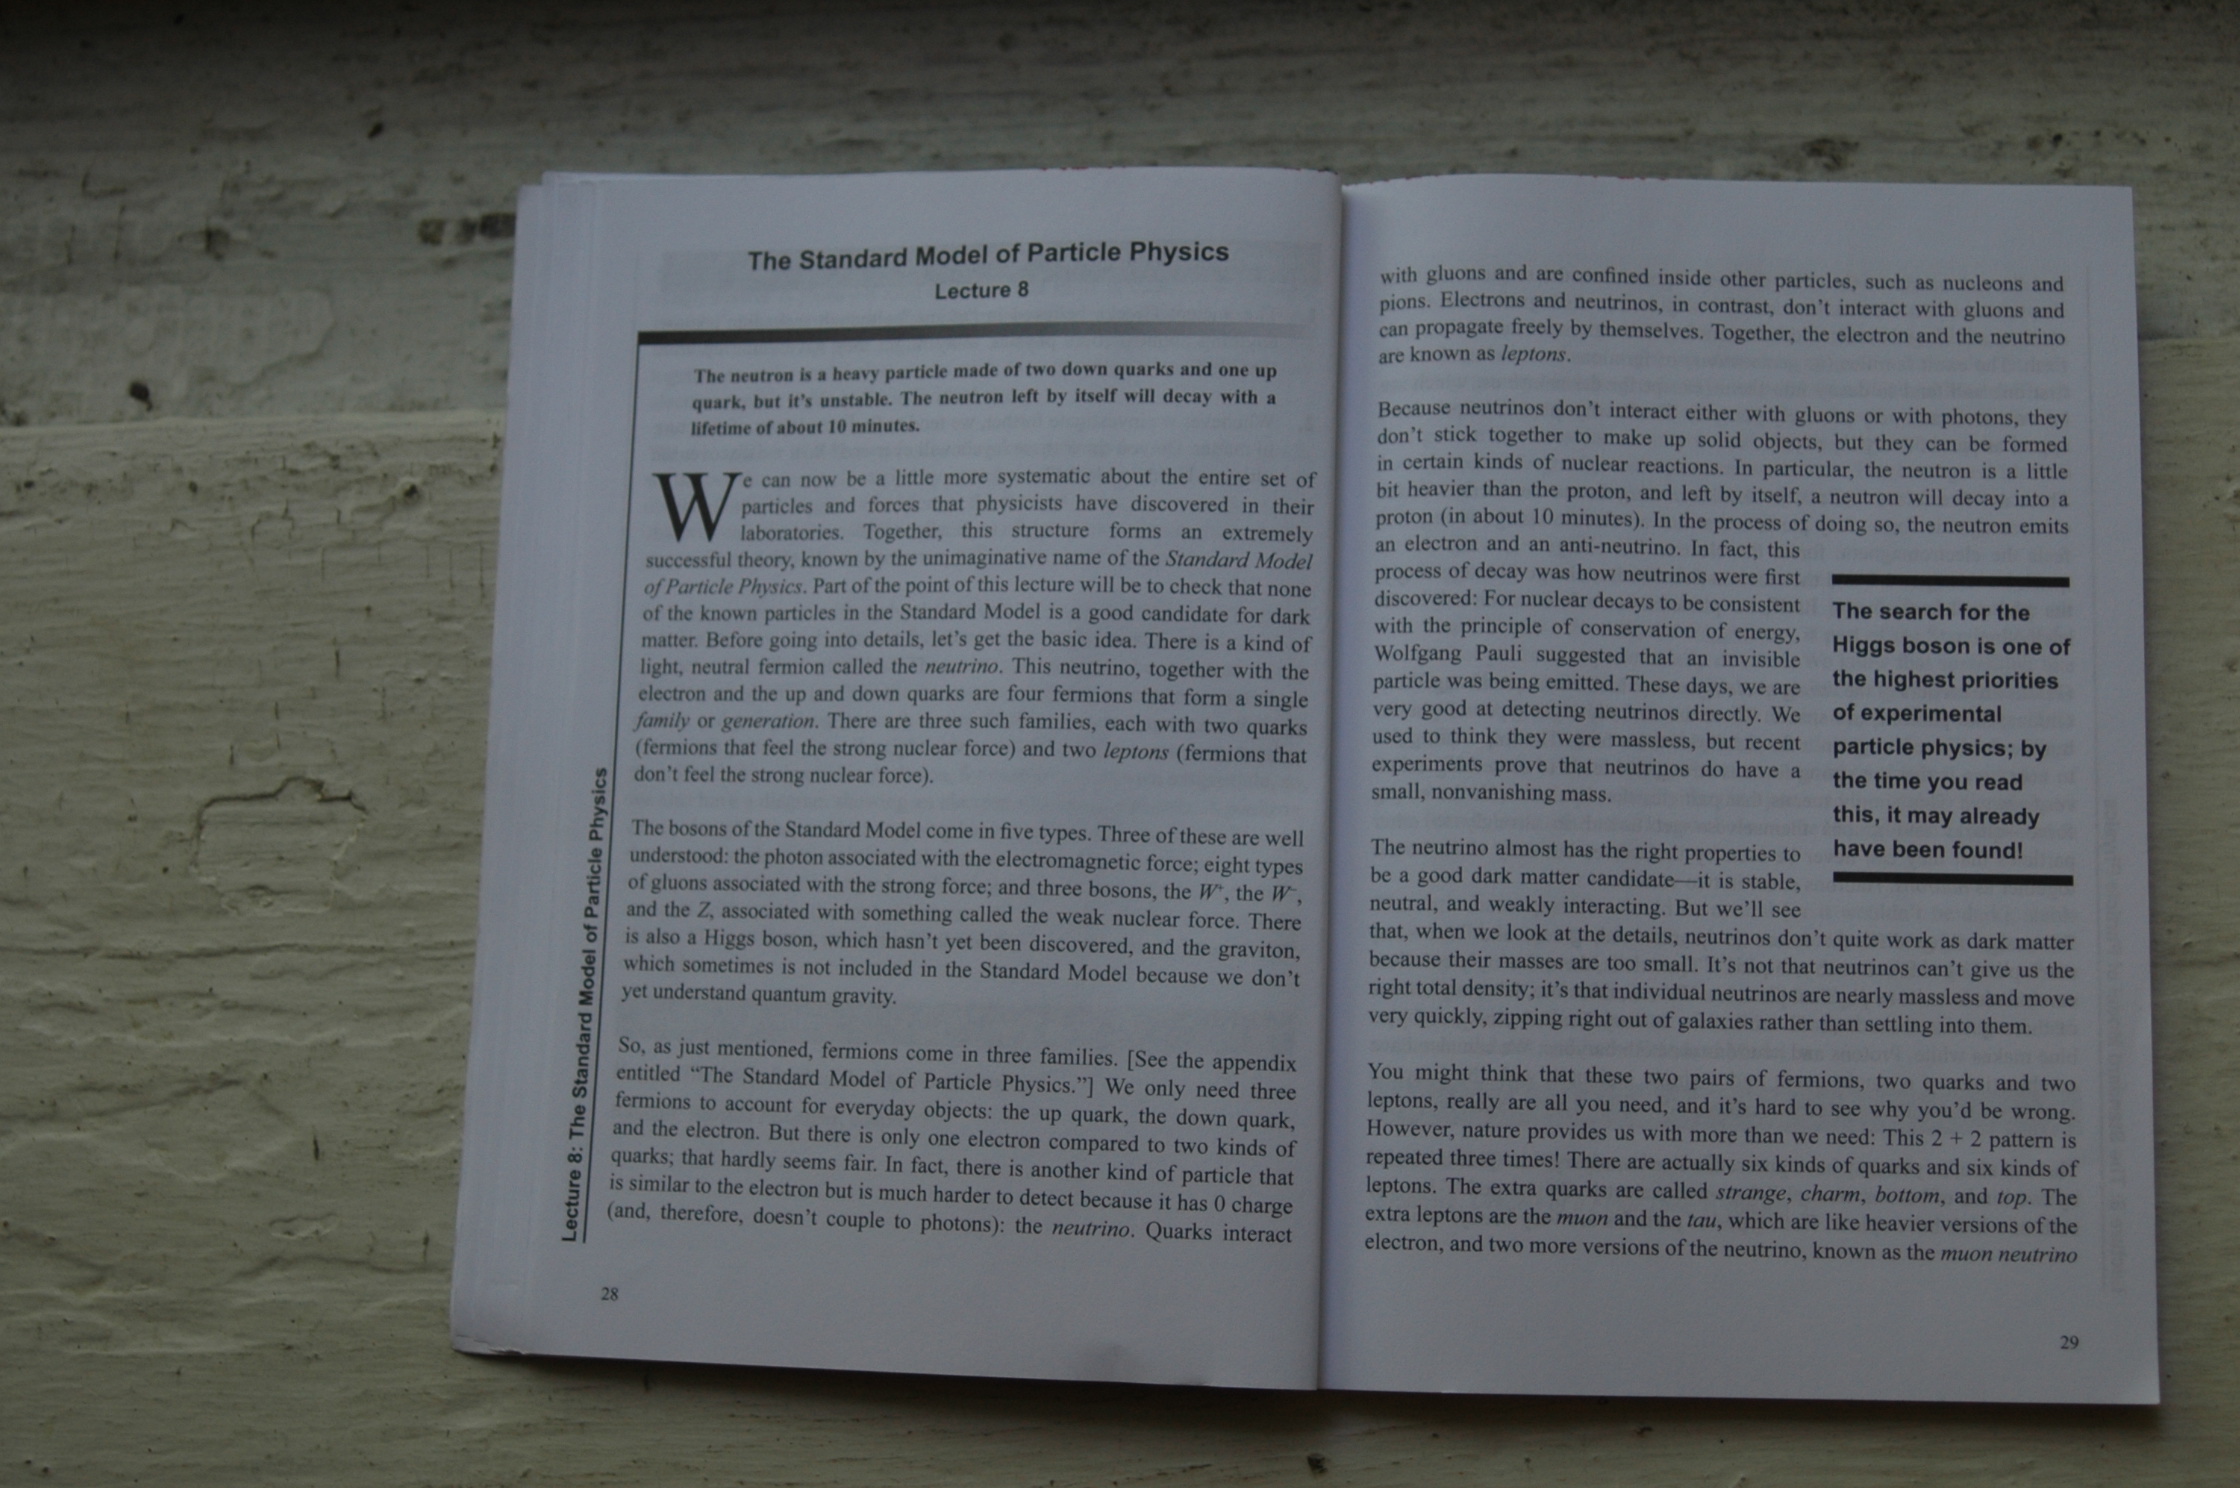 The Standard Model of Particle Physics
Lecture 8
The neutron is a heavy particle made of two down quarks and one up
quark, but it's unstable. The neutron left by itself will decay with a
lifetime of about 10 minutes.
We can now be a little more systematic about the entire set of
particles and forces that physicists have discovered in their
laboratories. Together, this structure forms an extremely
successful theory, known by the unimaginative name of the Standard Model
of Particle Physics. Part of the point of this lecture will be to check that none
of the known particles in the Standard Model is a good candidate for dark
matter. Before going into details, let's get the basic idea. There is a kind of
light, neutral fermion called the neutrino. This neutrino, together with the
electron and the up and down quarks are four fermions that form a single
family or generation. There are three such families, each with two quarks
(fermions that feel the strong nuclear force) and two leptons (fermions that
don't feel the strong nuclear force).
The bosons of the Standard Model come in five types. Three of these are well
understood: the photon associated with the electromagnetic force; eight types
of gluons associated with the strong force; and three bosons, the W⁺, the W⁻,
and the Z, associated with something called the weak nuclear force. There
is also a Higgs boson, which hasn't yet been discovered, and the graviton,
which sometimes is not included in the Standard Model because we don't
yet understand quantum gravity.
So, as just mentioned, fermions come in three families. [See the appendix
entitled “The Standard Model of Particle Physics.”] We only need three
fermions to account for everyday objects: the up quark, the down quark,
and the electron. But there is only one electron compared to two kinds of
quarks; that hardly seems fair. In fact, there is another kind of particle that
is similar to the electron but is much harder to detect because it has 0 charge
(and, therefore, doesn't couple to photons): the neutrino. Quarks interact
Lecture 8: The Standard Model of Particle Physics
28
with gluons and are confined inside other particles, such as nucleons and
pions. Electrons and neutrinos, in contrast, don't interact with gluons and
can propagate freely by themselves. Together, the electron and the neutrino
are known as leptons.
Because neutrinos don't interact either with gluons or with photons, they
don't stick together to make up solid objects, but they can be formed
in certain kinds of nuclear reactions. In particular, the neutron is a little
bit heavier than the proton, and left by itself, a neutron will decay into a
proton (in about 10 minutes). In the process of doing so, the neutron emits
an electron and an anti-neutrino. In fact, this
process of decay was how neutrinos were first
discovered: For nuclear decays to be consistent
with the principle of conservation of energy,
Wolfgang Pauli suggested that an invisible
particle was being emitted. These days, we are
very good at detecting neutrinos directly. We
used to think they were massless, but recent
experiments prove that neutrinos do have a
small, nonvanishing mass.
The search for the
Higgs boson is one of
the highest priorities
of experimental
particle physics; by
the time you read
this, it may already
have been found!
The neutrino almost has the right properties to
be a good dark matter candidate—it is stable,
neutral, and weakly interacting. But we'll see
that, when we look at the details, neutrinos don't quite work as dark matter
because their masses are too small. It's not that neutrinos can't give us the
right total density; it's that individual neutrinos are nearly massless and move
very quickly, zipping right out of galaxies rather than settling into them.
You might think that these two pairs of fermions, two quarks and two
leptons, really are all you need, and it's hard to see why you'd be wrong.
However, nature provides us with more than we need: This 2 + 2 pattern is
repeated three times! There are actually six kinds of quarks and six kinds of
leptons. The extra quarks are called strange, charm, bottom, and top. The
extra leptons are the muon and the tau, which are like heavier versions of the
electron, and two more versions of the neutrino, known as the muon neutrino
29